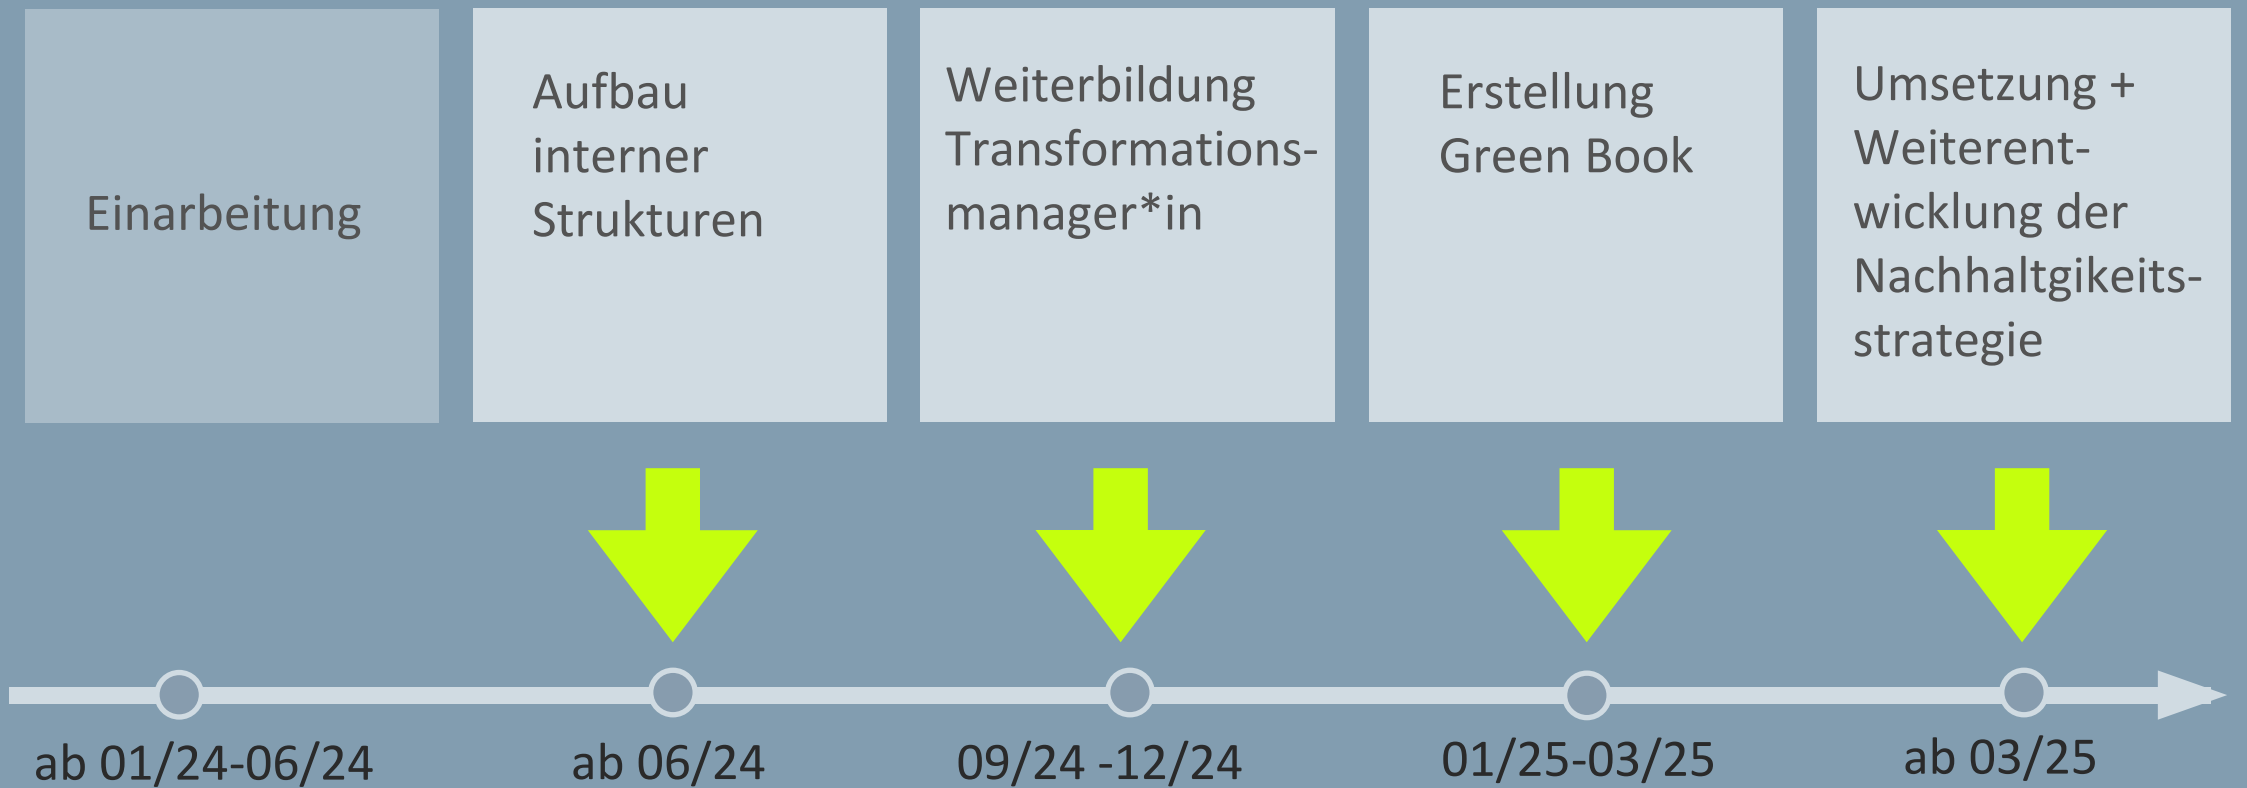 Einarbeitung
Aufbau
interner
Strukturen
Weiterbildung
Transformations-
manager*in
Erstellung
Green Book
Umsetzung +
Weiterent-
wicklung der
Nachhaltgikeits-
strategie
ab 01/24-06/24
ab 06/24
09/24 -12/24
01/25-03/25
ab 03/25